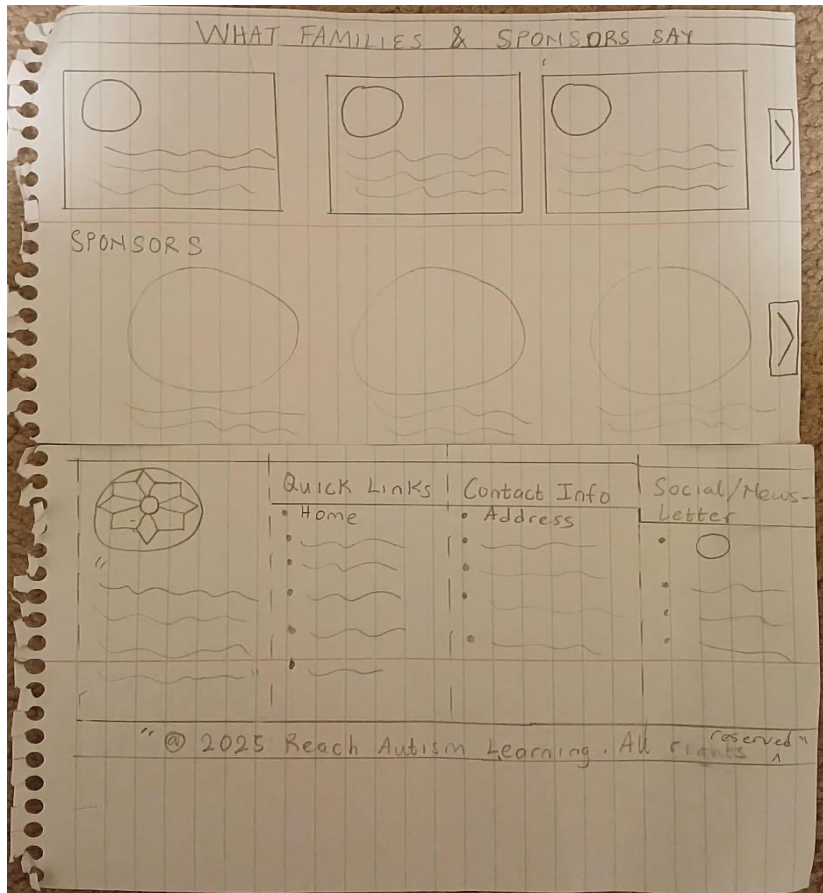 WHAT FAMILIES & SPONSORS SAY
SPONSORS
Quick Links
• Home
Contact Info
• Address
Social/News-
Letter
"@ 2025 Reach Autism Learning. All rights reserved"